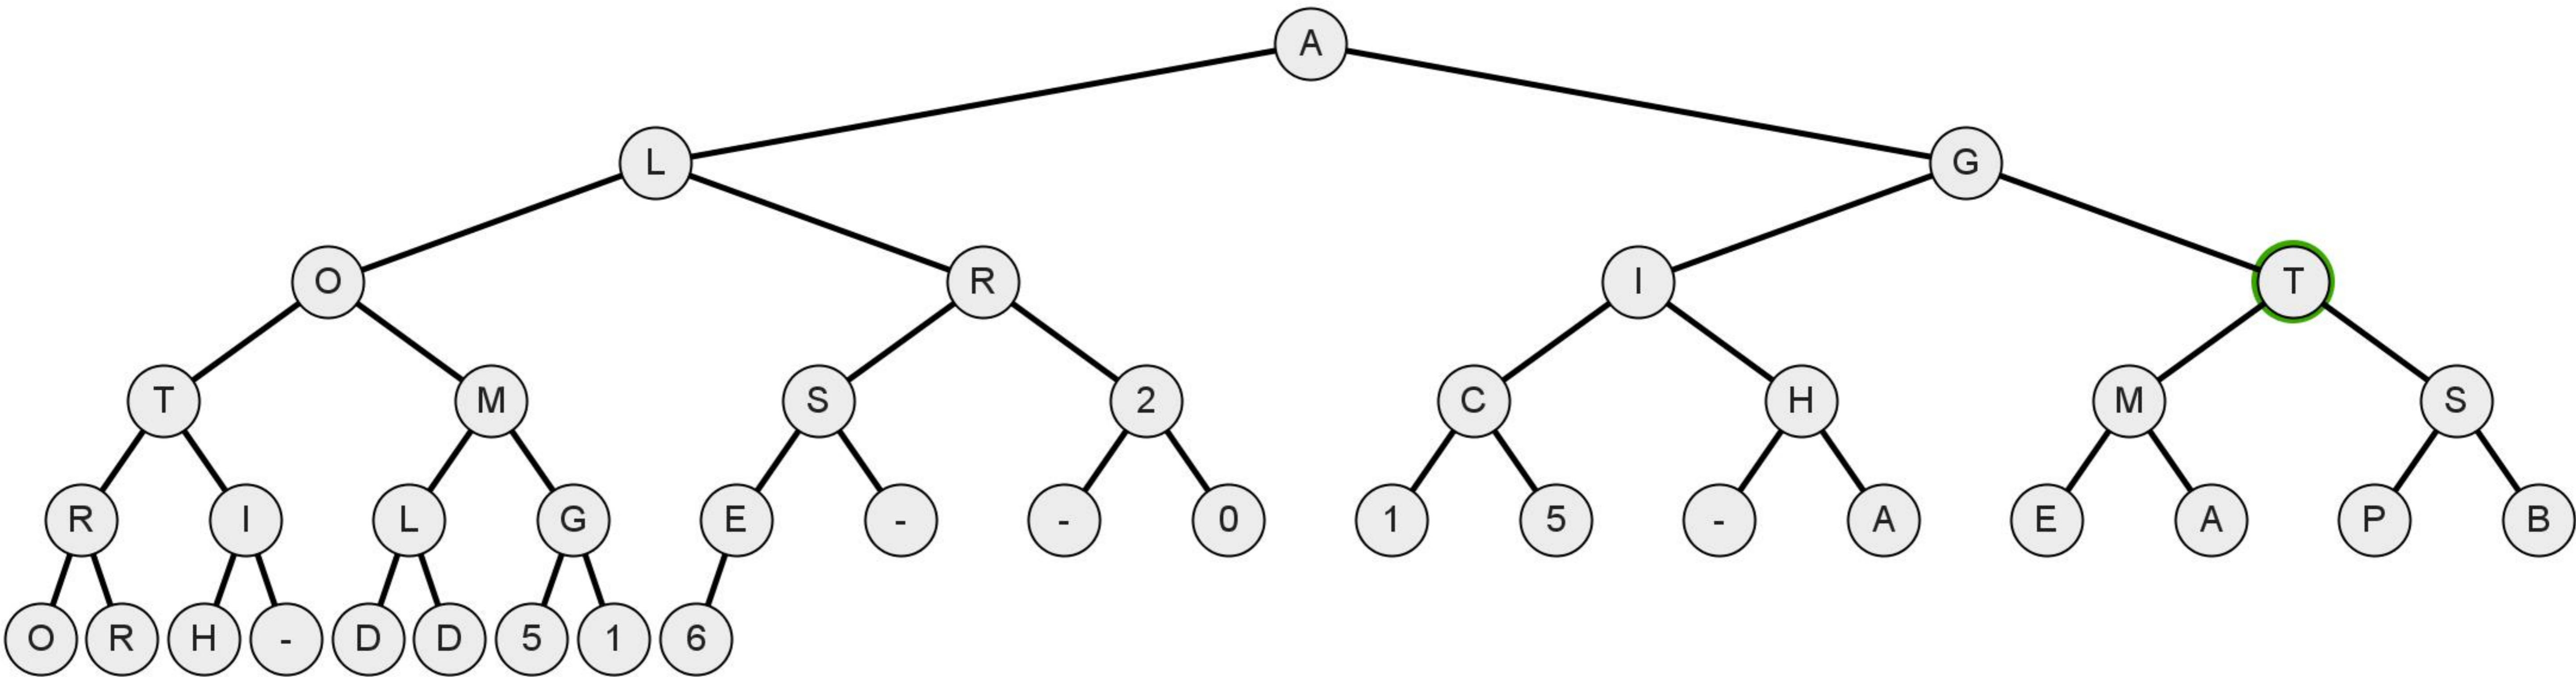 A
L G
O R I T
T M S 2 C H M S
R I L G E - - 0 1 5 - A E A P B
O R H - D D 5 1 6